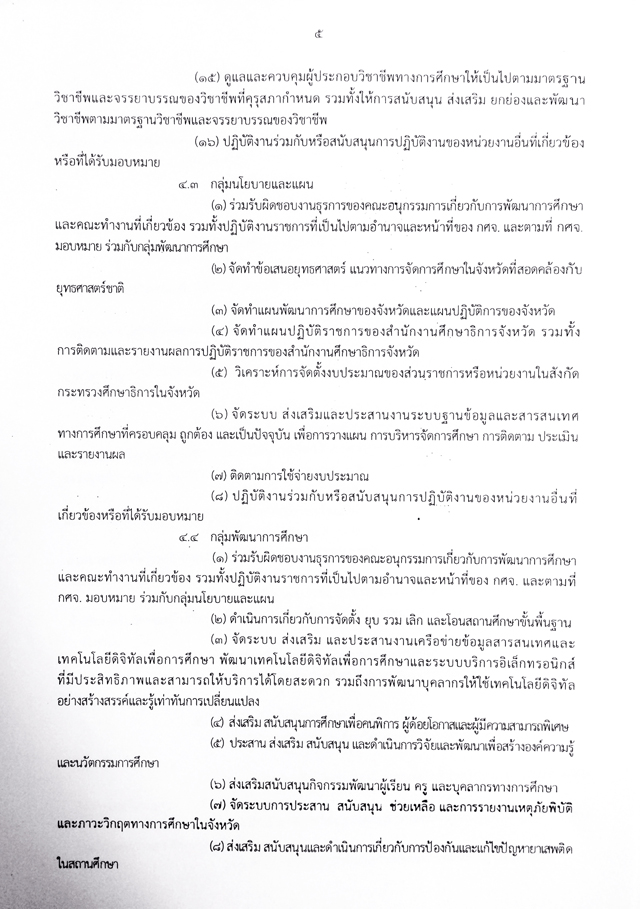 ๕
(๑๕) ดูแลและควบคุมผู้ประกอบวิชาชีพทางการศึกษาให้เป็นไปตามมาตรฐาน
วิชาชีพและจรรยาบรรณของวิชาชีพที่คุรุสภากำหนด รวมทั้งให้การสนับสนุน ส่งเสริม ยกย่องและพัฒนา
วิชาชีพตามมาตรฐานวิชาชีพและจรรยาบรรณของวิชาชีพ
(๑๖) ปฏิบัติงานร่วมกับหรือสนับสนุนการปฏิบัติงานของหน่วยงานอื่นที่เกี่ยวข้อง
หรือที่ได้รับมอบหมาย
๔.๓ กลุ่มนโยบายและแผน
(๑) ร่วมรับผิดชอบงานธุรการของคณะอนุกรรมการเกี่ยวกับการพัฒนาการศึกษา
และคณะทำงานที่เกี่ยวข้อง รวมทั้งปฏิบัติงานราชการที่เป็นไปตามอำนาจและหน้าที่ของ กศจ. และตามที่ กศจ.
มอบหมาย ร่วมกับกลุ่มพัฒนาการศึกษา
(๒) จัดทำข้อเสนอยุทธศาสตร์ แนวทางการจัดการศึกษาในจังหวัดที่สอดคล้องกับ
ยุทธศาสตร์ชาติ
(๓) จัดทำแผนพัฒนาการศึกษาของจังหวัดและแผนปฏิบัติการของจังหวัด
(๔) จัดทำแผนปฏิบัติราชการของสำนักงานศึกษาธิการจังหวัด รวมทั้ง
การติดตามและรายงานผลการปฏิบัติราชการของสำนักงานศึกษาธิการจังหวัด
(๕) วิเคราะห์การจัดตั้งงบประมาณของส่วนราชการหรือหน่วยงานในสังกัด
กระทรวงศึกษาธิการในจังหวัด
(๖) จัดระบบ ส่งเสริมและประสานงานระบบฐานข้อมูลและสารสนเทศ
ทางการศึกษาที่ครอบคลุม ถูกต้อง และเป็นปัจจุบัน เพื่อการวางแผน การบริหารจัดการศึกษา การติดตาม ประเมิน
และรายงานผล
(๗) ติดตามการใช้จ่ายงบประมาณ
(๘) ปฏิบัติงานร่วมกับหรือสนับสนุนการปฏิบัติงานของหน่วยงานอื่นที่
เกี่ยวข้องหรือที่ได้รับมอบหมาย
๔.๔ กลุ่มพัฒนาการศึกษา
(๑) ร่วมรับผิดชอบงานธุรการของคณะอนุกรรมการเกี่ยวกับการพัฒนาการศึกษา
และคณะทำงานที่เกี่ยวข้อง รวมทั้งปฏิบัติงานราชการที่เป็นไปตามอำนาจและหน้าที่ของ กศจ. และตามที่
กศจ. มอบหมาย ร่วมกับกลุ่มนโยบายและแผน
(๒) ดำเนินการเกี่ยวกับการจัดตั้ง ยุบ รวม เลิก และโอนสถานศึกษาขั้นพื้นฐาน
(๓) จัดระบบ ส่งเสริม และประสานงานเครือข่ายข้อมูลสารสนเทศและ
เทคโนโลยีดิจิทัลเพื่อการศึกษา พัฒนาเทคโนโลยีดิจิทัลเพื่อการศึกษาและระบบบริการอิเล็กทรอนิกส์
ที่มีประสิทธิภาพและสามารถให้บริการได้โดยสะดวก รวมถึงการพัฒนาบุคลากรให้ใช้เทคโนโลยีดิจิทัล
อย่างสร้างสรรค์และรู้เท่าทันการเปลี่ยนแปลง
(๔) ส่งเสริม สนับสนุนการศึกษาเพื่อคนพิการ ผู้ด้อยโอกาสและผู้มีความสามารถพิเศษ
(๕) ประสาน ส่งเสริม สนับสนุน และดำเนินการวิจัยและพัฒนาเพื่อสร้างองค์ความรู้
และนวัตกรรมการศึกษา
(๖) ส่งเสริมสนับสนุนกิจกรรมพัฒนาผู้เรียน ครู และบุคลากรทางการศึกษา
(๗) จัดระบบการประสาน สนับสนุน ช่วยเหลือ และการรายงานเหตุภัยพิบัติ
และภาวะวิกฤตทางการศึกษาในจังหวัด
(๘) ส่งเสริม สนับสนุนและดำเนินการเกี่ยวกับการป้องกันและแก้ไขปัญหายาเสพติด
ในสถานศึกษา